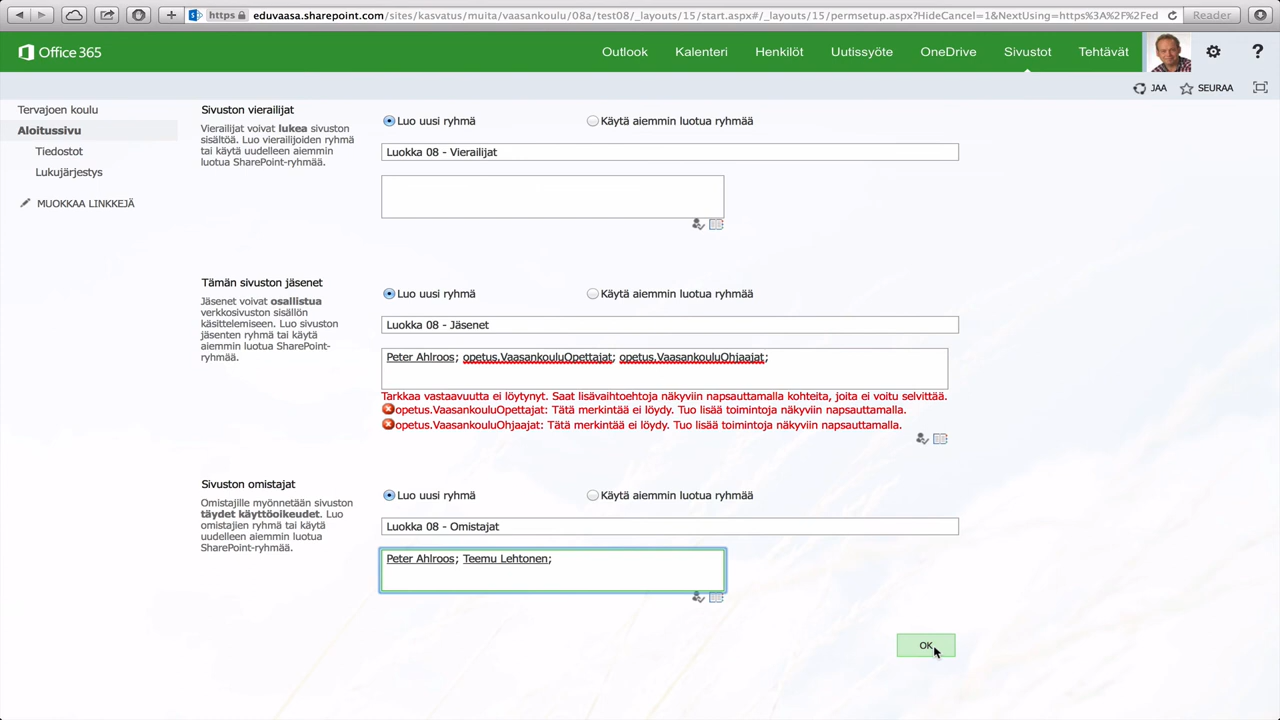 https eduvaasa.sharepoint.com/sites/kasvatus/muita/vaasankoulu/08a/test08/_layouts/15/start.aspx#/_layouts/15/permsetup.aspx?HideCancel=1&NextUsing=https%3A%2F%2Fed Reader
Office 365 Outlook Kalenteri Henkilöt Uutissyöte OneDrive Sivustot Tehtävät ?
JAA SEURAA
Tervajoen koulu
Aloitussivu
Tiedostot
Lukujärjestys
MUOKKAA LINKKEJÄ
Sivuston vierailijat
Vierailijat voivat lukea sivuston
sisältöä. Luo vierailijoiden ryhmä
tai käytä uudelleen aiemmin
luotua SharePoint-ryhmää.
Luo uusi ryhmä Käytä aiemmin luotua ryhmää
Luokka 08 - Vierailijat
Tämän sivuston jäsenet
Jäsenet voivat osallistua
verkkosivuston sisällön
käsittelemiseen. Luo sivuston
jäsenten ryhmä tai käytä
aiemmin luotua SharePoint-
ryhmää.
Luo uusi ryhmä Käytä aiemmin luotua ryhmää
Luokka 08 - Jäsenet
Peter Ahlroos; opetus.VaasankouluOpettajat; opetus.VaasankouluOhjaajat;
Tarkkaa vastaavuutta ei löytynyt. Saat lisävaihtoehtoja näkyviin napsauttamalla kohteita, joita ei voitu selvittää.
opetus.VaasankouluOpettajat: Tätä merkintää ei löydy. Tuo lisää toimintoja näkyviin napsauttamalla.
opetus.VaasankouluOhjaajat: Tätä merkintää ei löydy. Tuo lisää toimintoja näkyviin napsauttamalla.
Sivuston omistajat
Omistajille myönnetään sivuston
täydet käyttöoikeudet. Luo
omistajien ryhmä tai käytä
uudelleen aiemmin luotua
SharePoint-ryhmää.
Luo uusi ryhmä Käytä aiemmin luotua ryhmää
Luokka 08 - Omistajat
Peter Ahlroos; Teemu Lehtonen;
OK